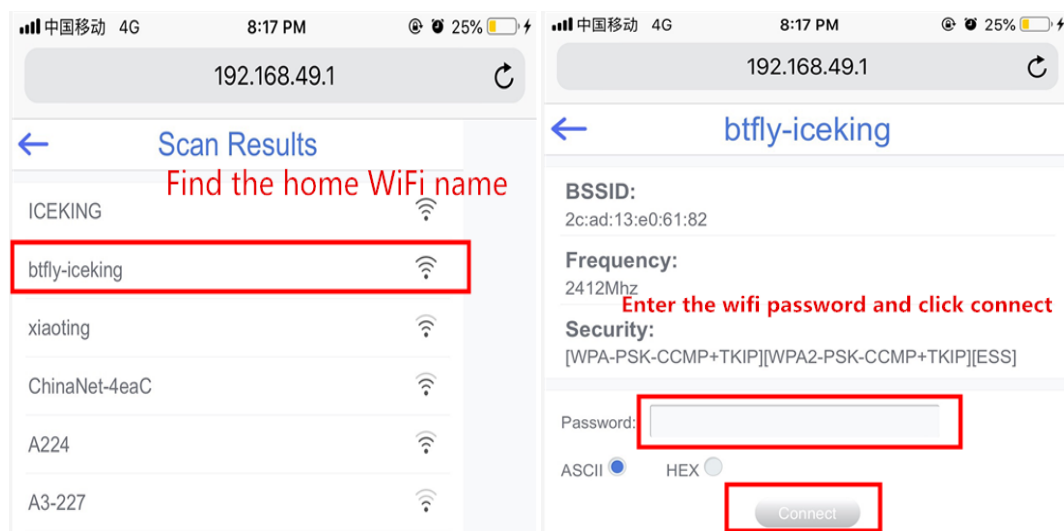 中国移动 4G 8:17 PM 25%
192.168.49.1
Scan Results
Find the home WiFi name
ICEKING
btfly-iceking
xiaoting
ChinaNet-4eaC
A224
A3-227
中国移动 4G 8:17 PM 25%
192.168.49.1
btfly-iceking
BSSID:
2c:ad:13:e0:61:82
Frequency:
2412Mhz
Enter the wifi password and click connect
Security:
[WPA-PSK-CCMP+TKIP][WPA2-PSK-CCMP+TKIP][ESS]
Password:
ASCII HEX
Connect